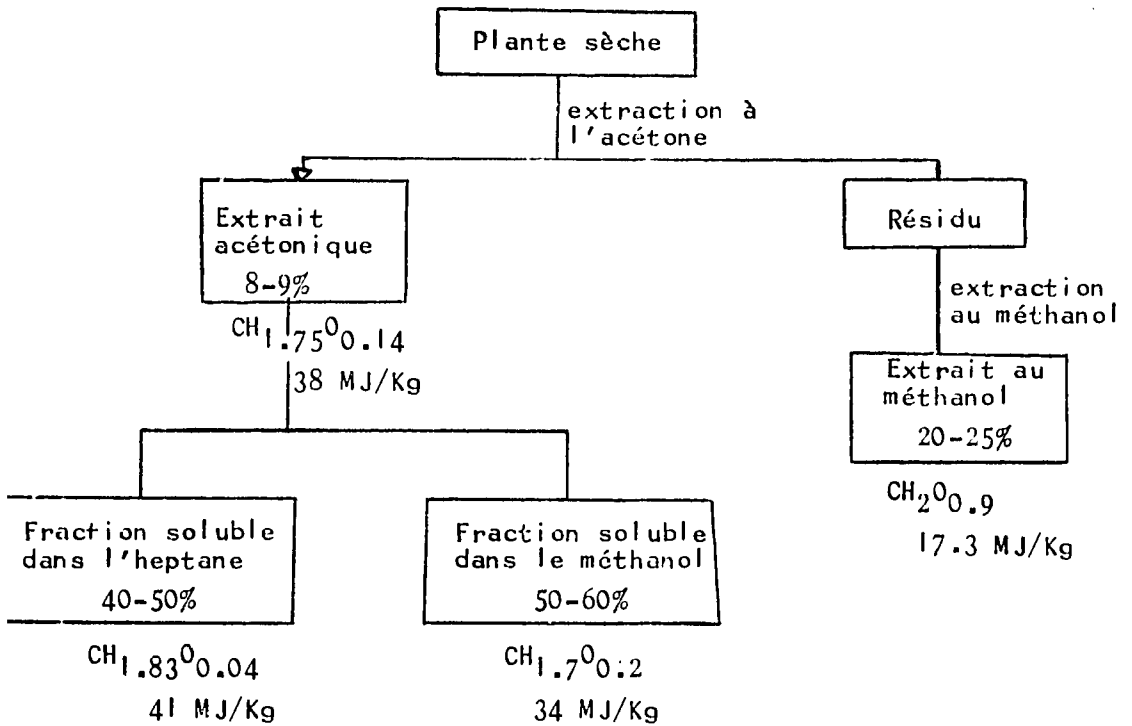 Plante sèche
extraction à
l'acétone
Extrait
acétonique
8-9%
CH1.75O0.14
38 MJ/Kg
Résidu
extraction
au méthanol
Extrait au
méthanol
20-25%
CH2O0.9
17.3 MJ/Kg
Fraction soluble
dans l'heptane
40-50%
CH1.83O0.04
41 MJ/Kg
Fraction soluble
dans le méthanol
50-60%
CH1.7O0.2
34 MJ/Kg